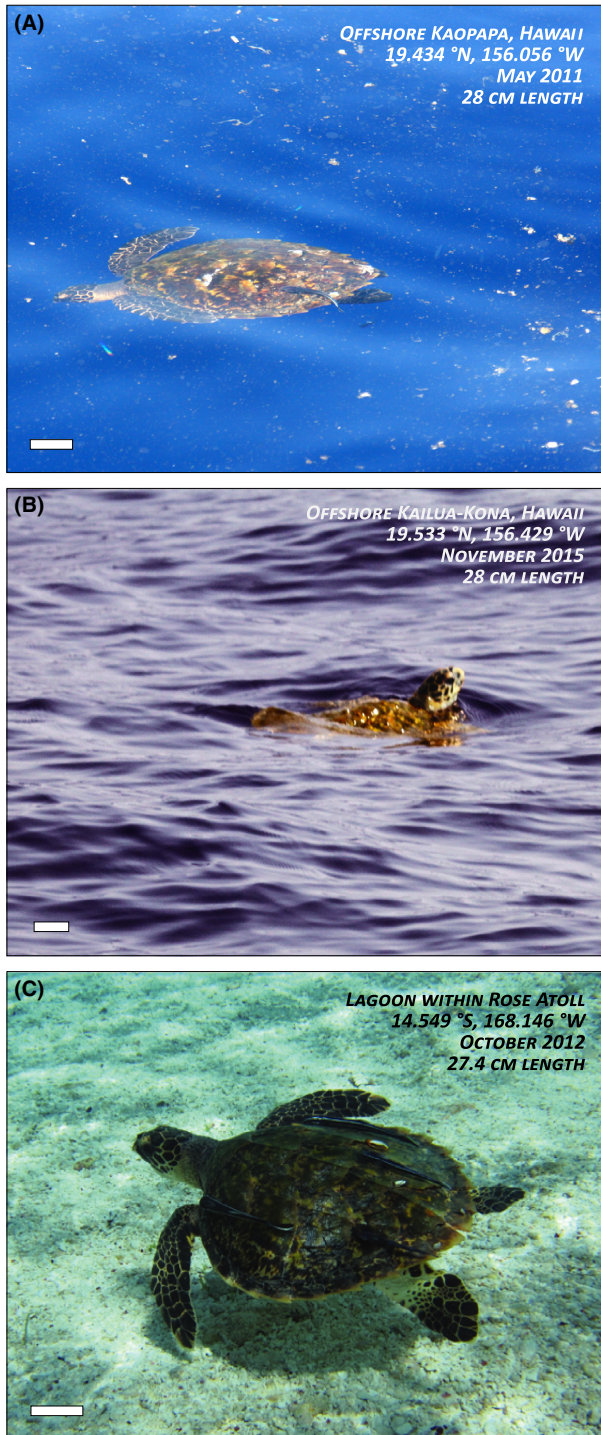 (A)
Offshore Kaopapa, Hawaii
19.434 °N, 156.056 °W
May 2011
28 cm length
(B)
Offshore Kailua-Kona, Hawaii
19.533 °N, 156.429 °W
November 2015
28 cm length
(C)
Lagoon within Rose Atoll
14.549 °S, 168.146 °W
October 2012
27.4 cm length